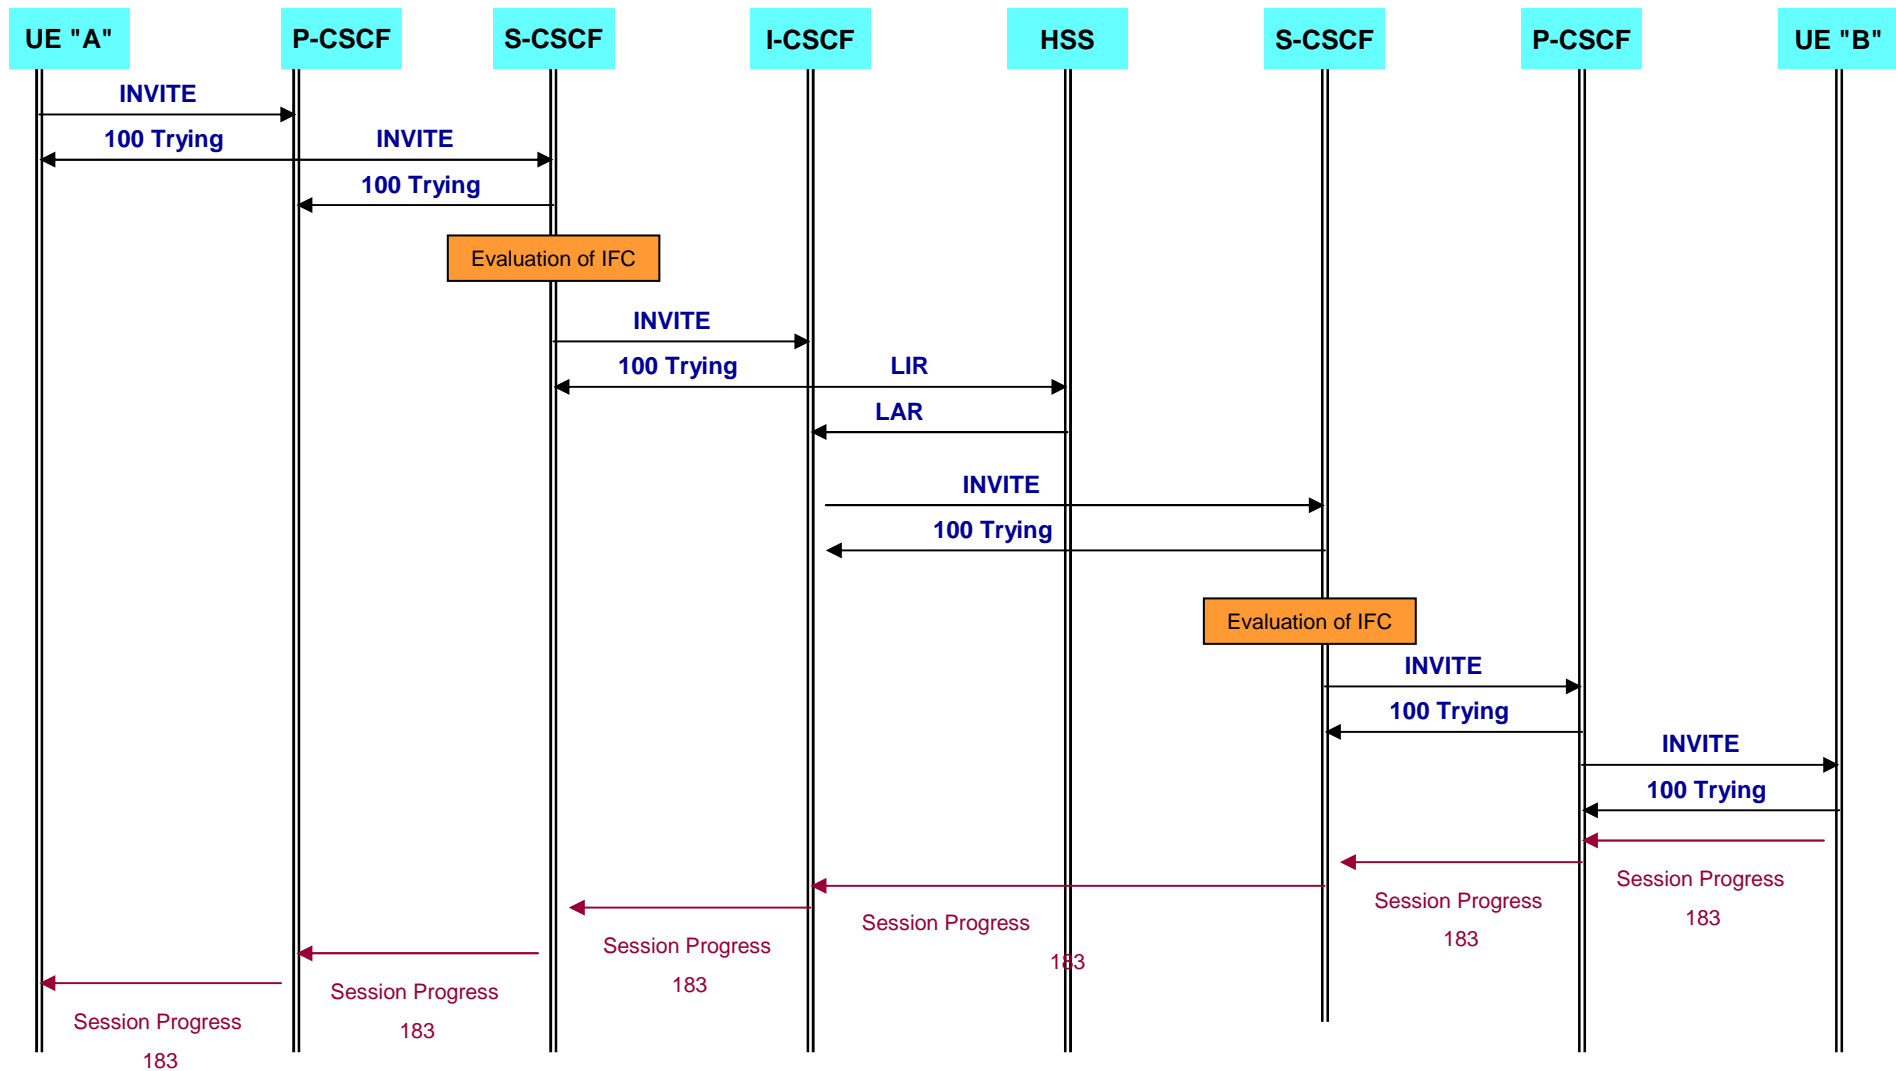 UE "A"
P-CSCF
S-CSCF
I-CSCF
HSS
S-CSCF
P-CSCF
UE "B"
INVITE
100 Trying
INVITE
100 Trying
Evaluation of IFC
INVITE
100 Trying
LIR
LAR
INVITE
100 Trying
Evaluation of IFC
INVITE
100 Trying
INVITE
100 Trying
Session Progress
183
Session Progress
183
Session Progress
183
Session Progress
183
Session Progress
183
Session Progress
183